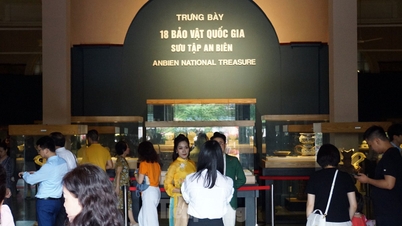 TRƯNG BÀY
18 BẢO VẬT QUỐC GIA
SƯU TẬP AN BIÊN
ANBIEN NATIONAL TREASURE